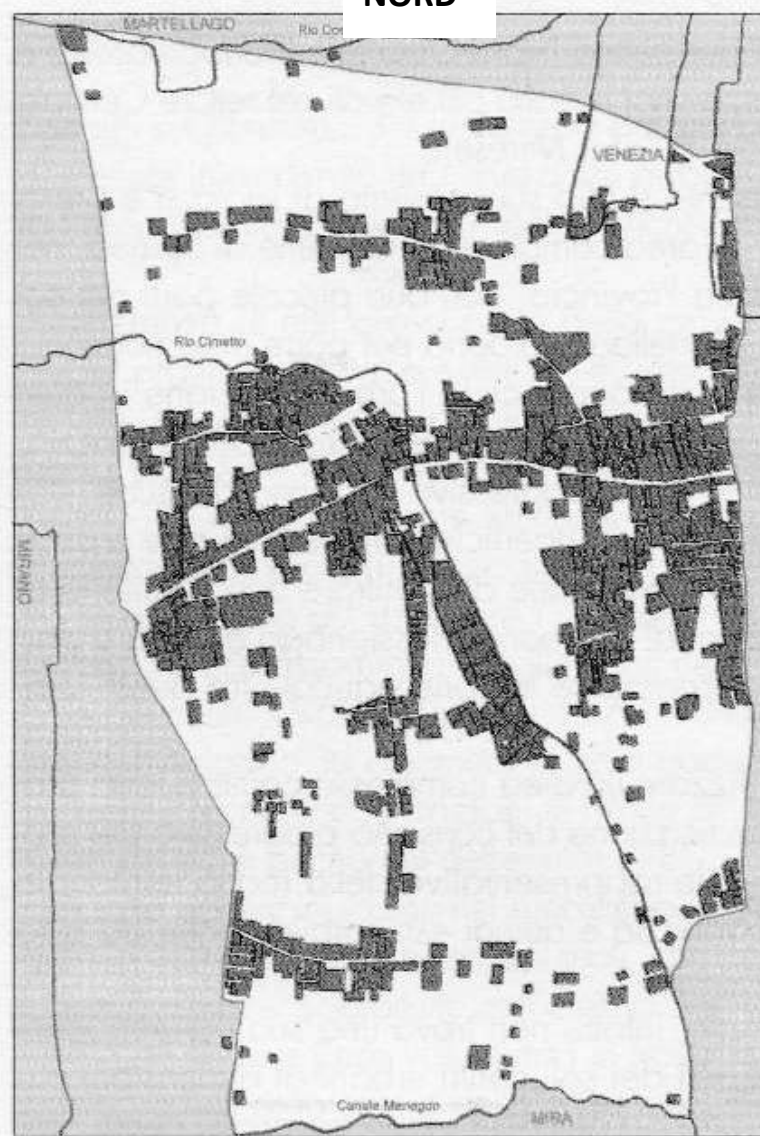 NORD
MARTELLAGO
VENEZIA
Rio Cimetto
MIRANO
Canale Menegon
MIRA